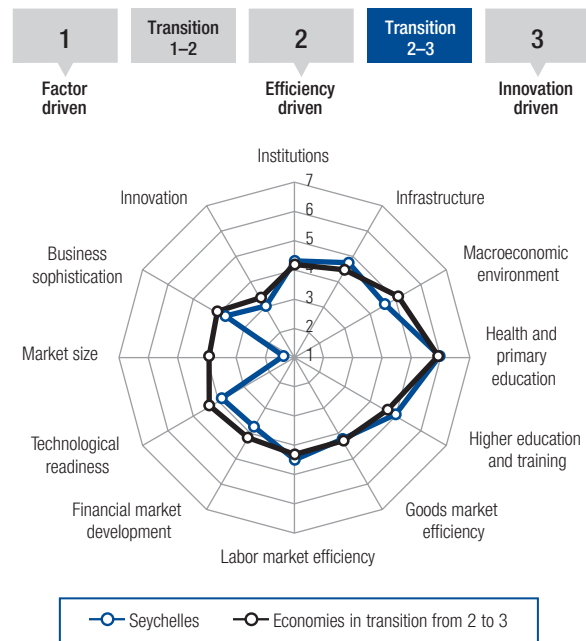 1
Transition
1–2
2
Transition
2–3
3
Factor
driven
Efficiency
driven
Innovation
driven
Institutions
7
Innovation
Infrastructure
6
5
Business
sophistication
Macroeconomic
environment
4
3
2
Market size
1
Health and
primary
education
Technological
readiness
Higher education
and training
Financial market
development
Goods market
efficiency
Labor market efficiency
Seychelles
Economies in transition from 2 to 3